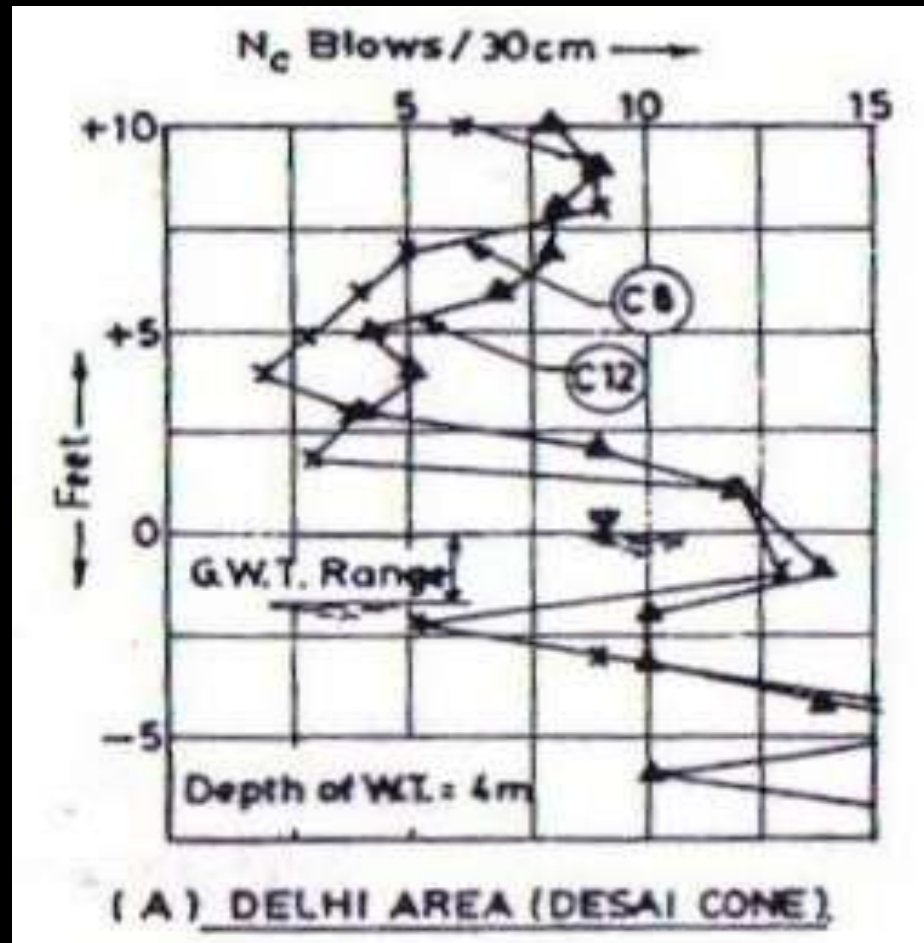 Nc Blows/30cm
5 10 15
+10
C8
+5
C12
Feet
0
G.W.T. Range
-5
Depth of W.T. = 4m
(A) DELHI AREA (DESAI CONE)